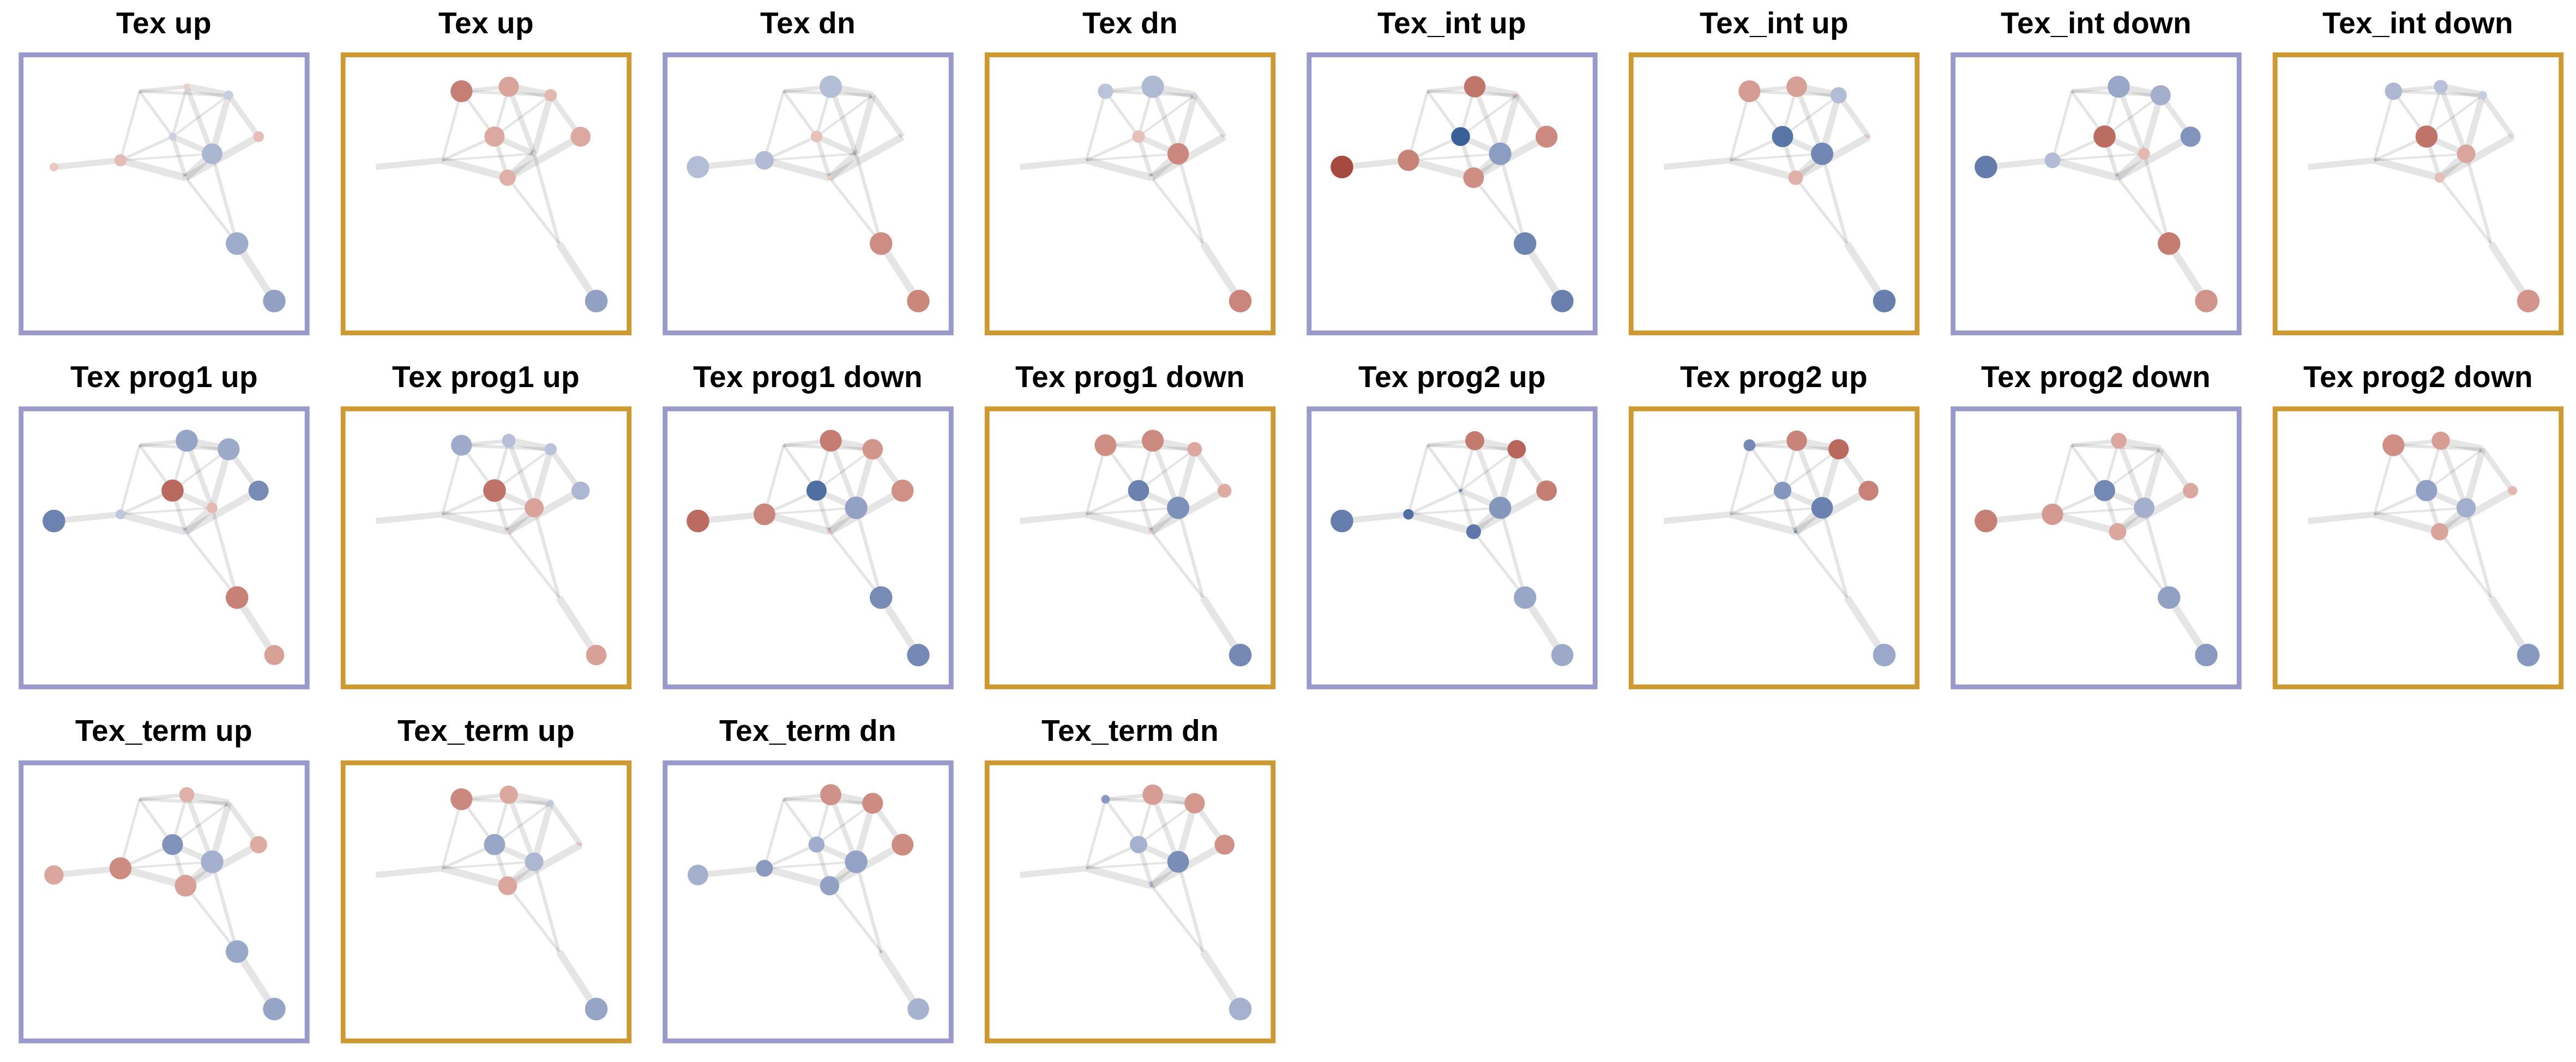 Tex up Tex up Tex dn Tex dn Tex_int up Tex_int up Tex_int down Tex_int down
Tex prog1 up Tex prog1 up Tex prog1 down Tex prog1 down Tex prog2 up Tex prog2 up Tex prog2 down Tex prog2 down
Tex_term up Tex_term up Tex_term dn Tex_term dn